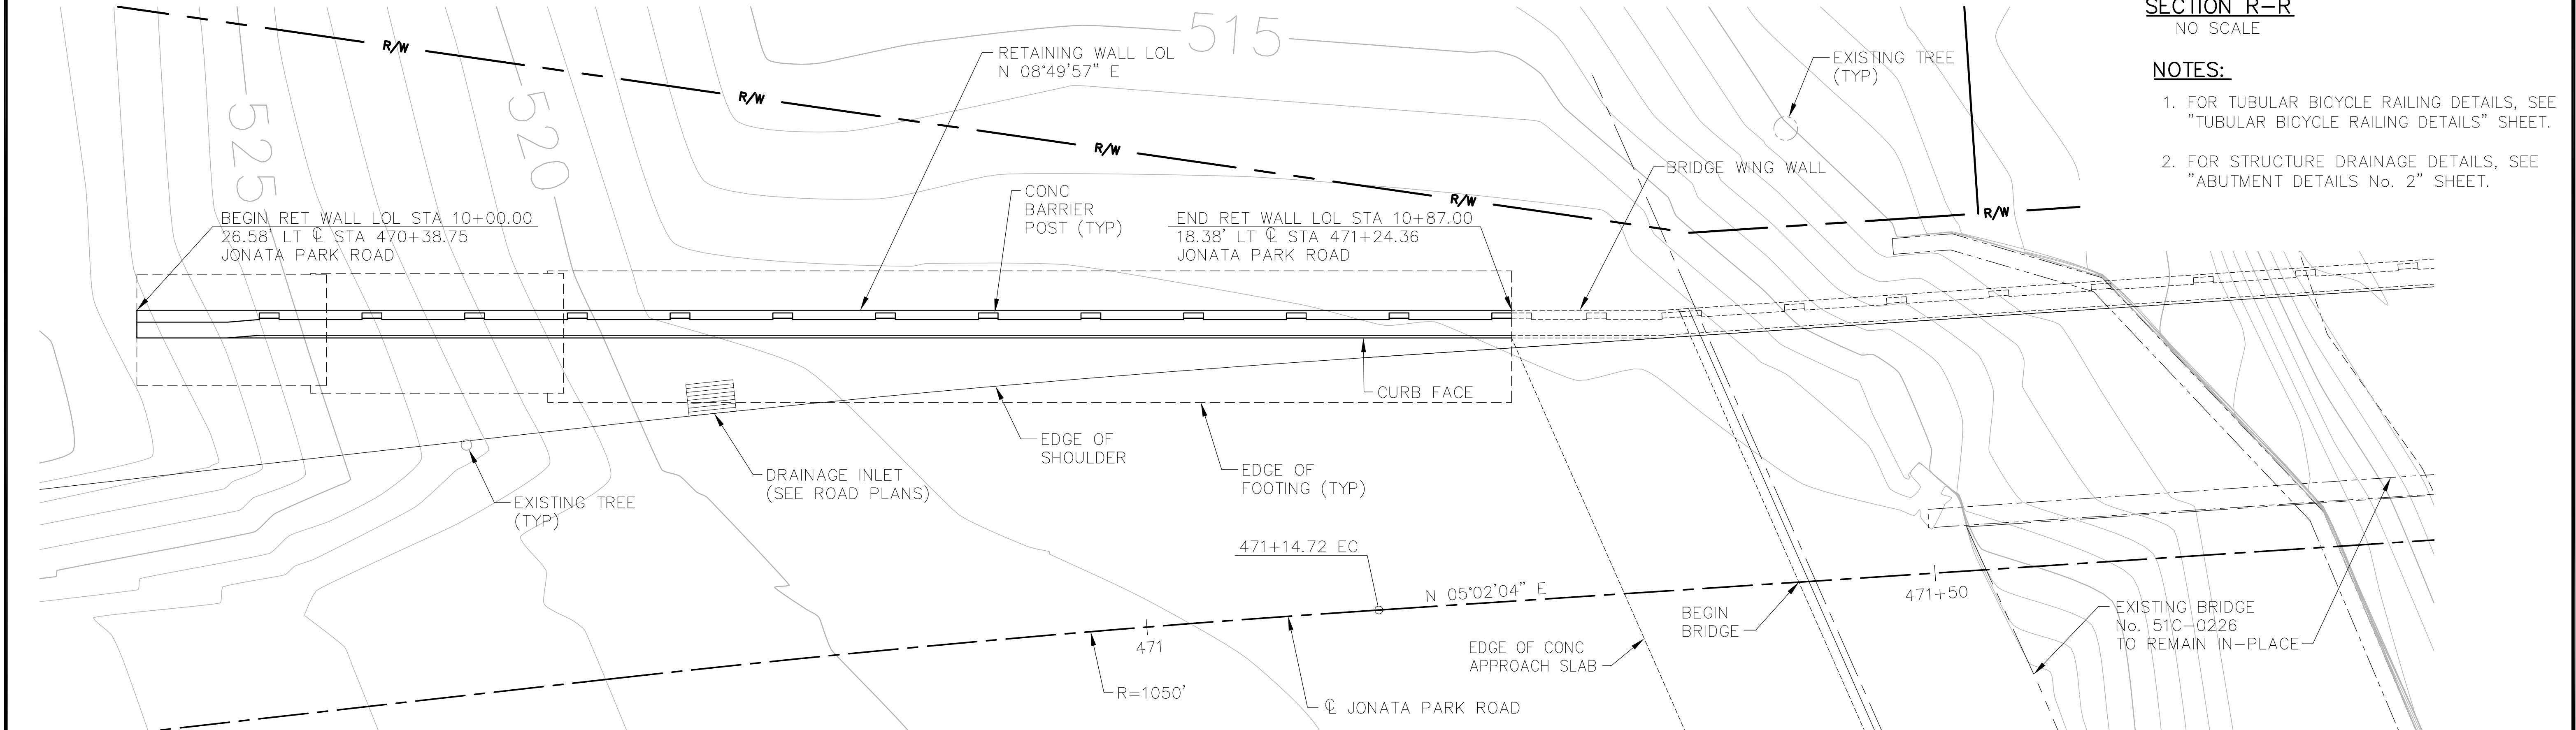 SECTION R-R
NO SCALE
NOTES:
1. FOR TUBULAR BICYCLE RAILING DETAILS, SEE
"TUBULAR BICYCLE RAILING DETAILS" SHEET.
2. FOR STRUCTURE DRAINAGE DETAILS, SEE
"ABUTMENT DETAILS No. 2" SHEET.
515
520
525
R/W
R/W
R/W
R/W
R/W
RETAINING WALL LOL
N 08°49'57" E
EXISTING TREE
(TYP)
BRIDGE WING WALL
CONC
BARRIER
POST (TYP)
BEGIN RET WALL LOL STA 10+00.00
26.58' LT ℄ STA 470+38.75
JONATA PARK ROAD
END RET WALL LOL STA 10+87.00
18.38' LT ℄ STA 471+24.36
JONATA PARK ROAD
CURB FACE
EDGE OF
SHOULDER
EDGE OF
FOOTING (TYP)
DRAINAGE INLET
(SEE ROAD PLANS)
EXISTING TREE
(TYP)
471+14.72 EC
N 05°02'04" E
471
471+50
R=1050'
℄ JONATA PARK ROAD
EDGE OF CONC
APPROACH SLAB
BEGIN
BRIDGE
EXISTING BRIDGE
No. 51C-0226
TO REMAIN IN-PLACE